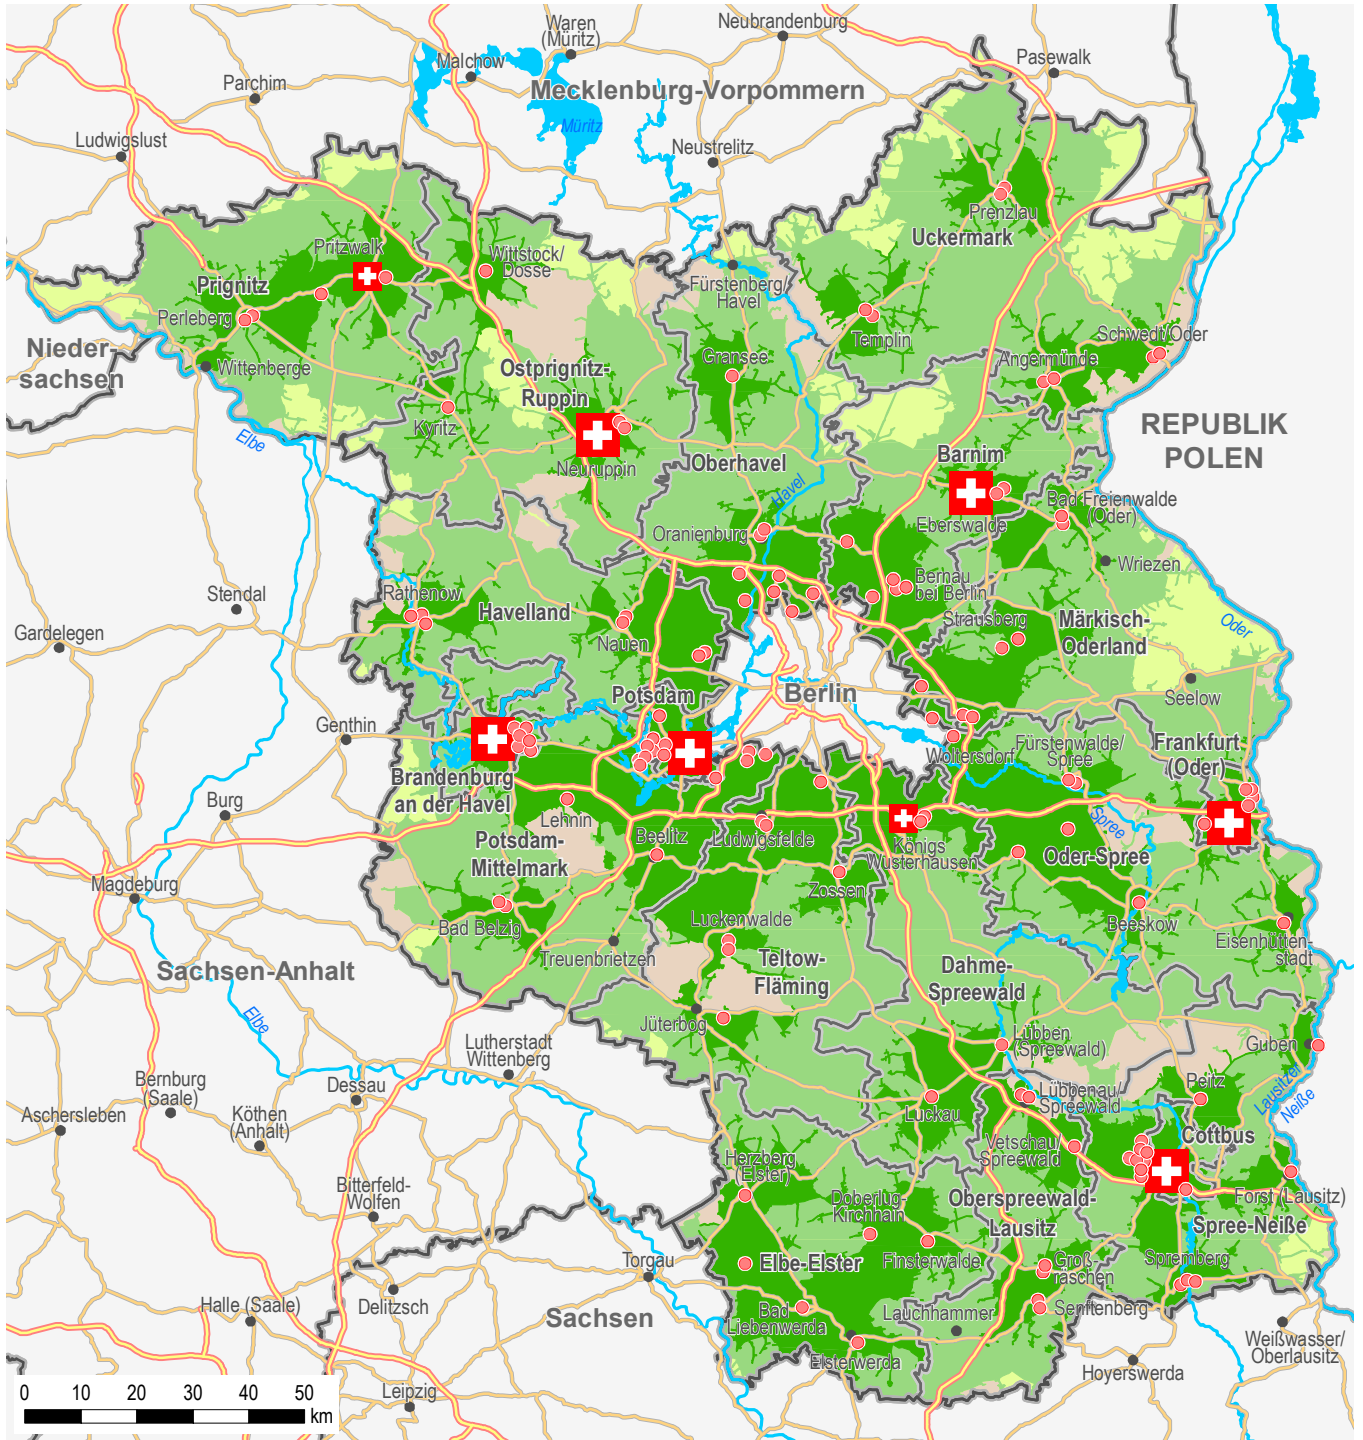 Neubrandenburg
Waren
(Müritz)
Malchow
Pasewalk
Parchim
Mecklenburg-Vorpommern
Müritz
Ludwigslust
Neustrelitz
Prenzlau
Uckermark
Pritzwalk
Wittstock/
Dosse
Prignitz
Fürstenberg/
Havel
Perleberg
Templin
Schwedt/Oder
Nieder-
sachsen
Gransee
Angermünde
Wittenberge
Ostprignitz-
Ruppin
REPUBLIK
POLEN
Kyritz
Elbe
Neuruppin
Oberhavel
Barnim
Havel
Bad Freienwalde
(Oder)
Eberswalde
Oranienburg
Wriezen
Bernau
bei Berlin
Stendal
Rathenow
Havelland
Strausberg
Märkisch-
Oderland
Oder
Gardelegen
Nauen
Seelow
Potsdam
Berlin
Genthin
Woltersdorf
Fürstenwalde/
Spree
Frankfurt
(Oder)
Brandenburg
an der Havel
Burg
Lehnin
Spree
Potsdam-
Mittelmark
Beelitz
Ludwigsfelde
Königs
Wusterhausen
Oder-Spree
Magdeburg
Zossen
Bad Belzig
Luckenwalde
Beeskow
Eisenhütten-
stadt
Treuenbrietzen
Teltow-
Fläming
Dahme-
Spreewald
Sachsen-Anhalt
Elbe
Jüterbog
Lübben
(Spreewald)
Guben
Lutherstadt
Wittenberg
Bernburg
(Saale)
Dessau
Peitz
Lausitzer
Neiße
Lübbenau/
Spreewald
Aschersleben
Köthen
(Anhalt)
Luckau
Vetschau/
Spreewald
Cottbus
Herzberg
(Elster)
Bitterfeld-
Wolfen
Doberlug-
Kirchhain
Oberspreewald-
Lausitz
Forst (Lausitz)
Spree-Neiße
Torgau
Elbe-Elster
Finsterwalde
Groß-
räschen
Spremberg
Halle (Saale)
Delitzsch
Sachsen
Bad
Liebenwerda
Lauchhammer
Senftenberg
Elsterwerda
Hoyerswerda
Weißwasser/
Oberlausitz
Leipzig
0 10 20 30 40 50
km